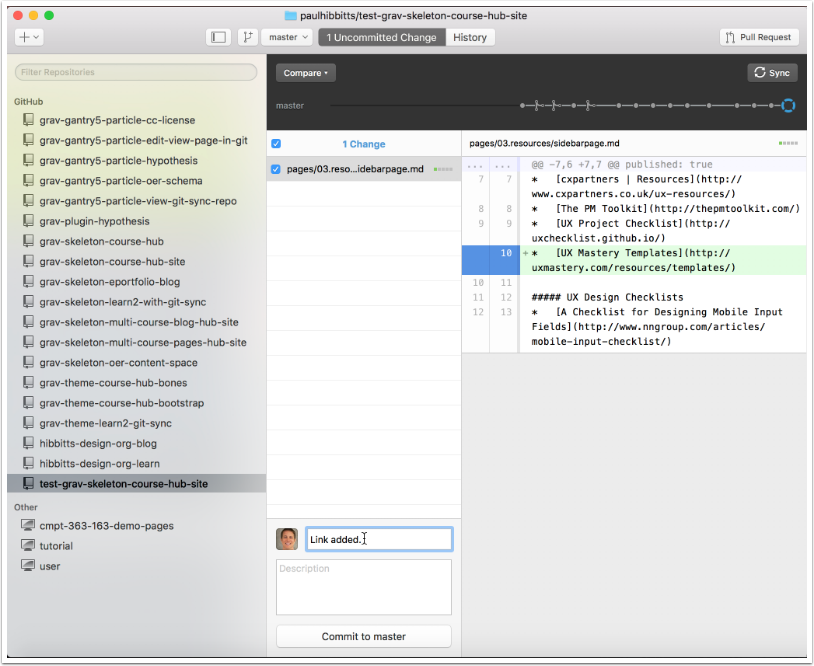 paulhibbitts/test-grav-skeleton-course-hub-site
master
1 Uncommitted Change
History
Pull Request
Filter Repositories
GitHub
grav-gantry5-particle-cc-license
grav-gantry5-particle-edit-view-page-in-git
grav-gantry5-particle-hypothesis
grav-gantry5-particle-oer-schema
grav-gantry5-particle-view-git-sync-repo
grav-plugin-hypothesis
grav-skeleton-course-hub
grav-skeleton-course-hub-site
grav-skeleton-eportfolio-blog
grav-skeleton-learn2-with-git-sync
grav-skeleton-multi-course-blog-hub-site
grav-skeleton-multi-course-pages-hub-site
grav-skeleton-oer-content-space
grav-theme-course-hub-bones
grav-theme-course-hub-bootstrap
grav-theme-learn2-git-sync
hibbitts-design-org-blog
hibbitts-design-org-learn
test-grav-skeleton-course-hub-site
Other
cmpt-363-163-demo-pages
tutorial
user
Compare
Sync
master
1 Change
pages/03.reso...idebarpage.md
Link added.
Description
Commit to master
pages/03.resources/sidebarpage.md
... ... @@ -7,6 +7,7 @@ published: true
7 7 * [cxpartners | Resources](http://
www.cxpartners.co.uk/ux-resources/)
8 8 * [The PM Toolkit](http://thepmtoolkit.com/)
9 9 * [UX Project Checklist](http://
uxchecklist.github.io/)
10 +* [UX Mastery Templates](http://
uxmastery.com/resources/templates/)
10 11
11 12 ##### UX Design Checklists
12 13 * [A Checklist for Designing Mobile Input
Fields](http://www.nngroup.com/articles/
mobile-input-checklist/)